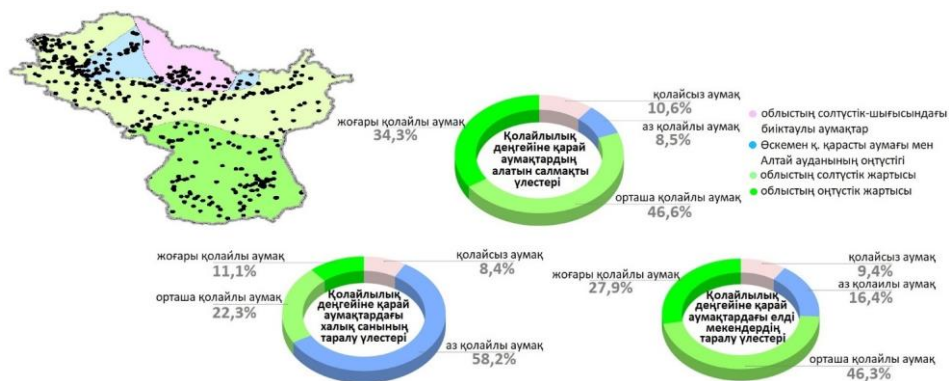 қолайсыз аумақ
10,6%
аз қолайлы аумақ
8,5%
жоғары қолайлы аумақ
34,3%
Қолайлылық
деңгейіне қарай
аумақтардың
алатын салмақты
үлестері
орташа қолайлы аумақ
46,6%
облыстың солтүстік-шығысындағы
биіктаулы аумақтар
Өскемен қ. қарасты аумағы мен
Алтай ауданының оңтүстігі
облыстың солтүстік жартысы
облыстың оңтүстік жартысы
жоғары қолайлы аумақ
11,1%
қолайсыз аумақ
8,4%
орташа қолайлы аумақ
22,3%
Қолайлылық
деңгейіне қарай
аумақтардағы
халық санының
таралу үлестері
аз қолайлы аумақ
58,2%
қолайсыз аумақ
9,4%
жоғары қолайлы аумақ
27,9%
аз қолайлы аумақ
16,4%
Қолайлылық
деңгейіне қарай
аумақтардағы елді
мекендердің
таралу үлестері
орташа қолайлы аумақ
46,3%